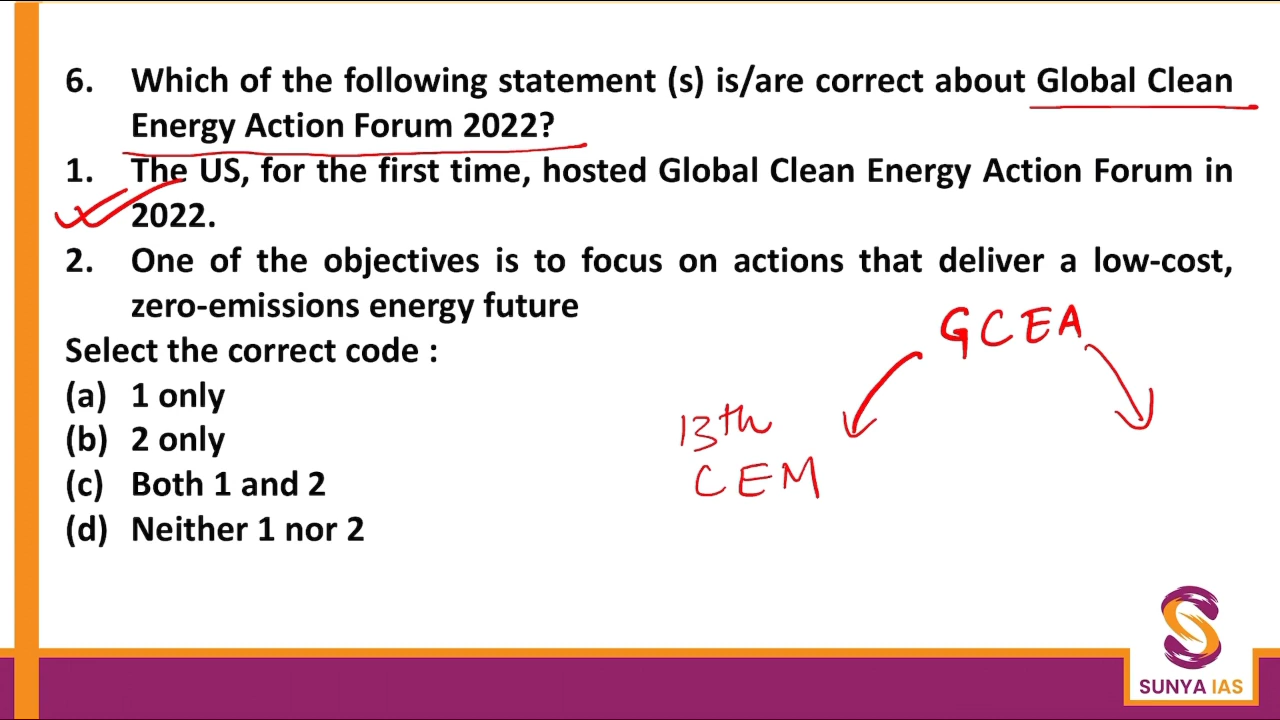 6. Which of the following statement (s) is/are correct about Global Clean
Energy Action Forum 2022?
1. The US, for the first time, hosted Global Clean Energy Action Forum in
2022.
2. One of the objectives is to focus on actions that deliver a low-cost,
zero-emissions energy future
Select the correct code :
(a) 1 only
(b) 2 only
(c) Both 1 and 2
(d) Neither 1 nor 2
GCEA
13th
CEM
SUNYA IAS